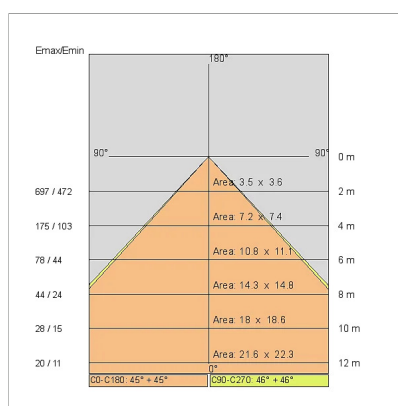 Emax/Emin
180°
90° 90° 0 m
697 / 472 Area: 3.5 x 3.6 2 m
175 / 103 Area: 7.2 x 7.4 4 m
78 / 44 Area: 10.8 x 11.1 6 m
44 / 24 Area: 14.3 x 14.8 8 m
28 / 15 Area: 18 x 18.6 10 m
20 / 11 Area: 21.6 x 22.3 12 m
0°
C0-C180: 45° + 45° C90-C270: 46° + 46°